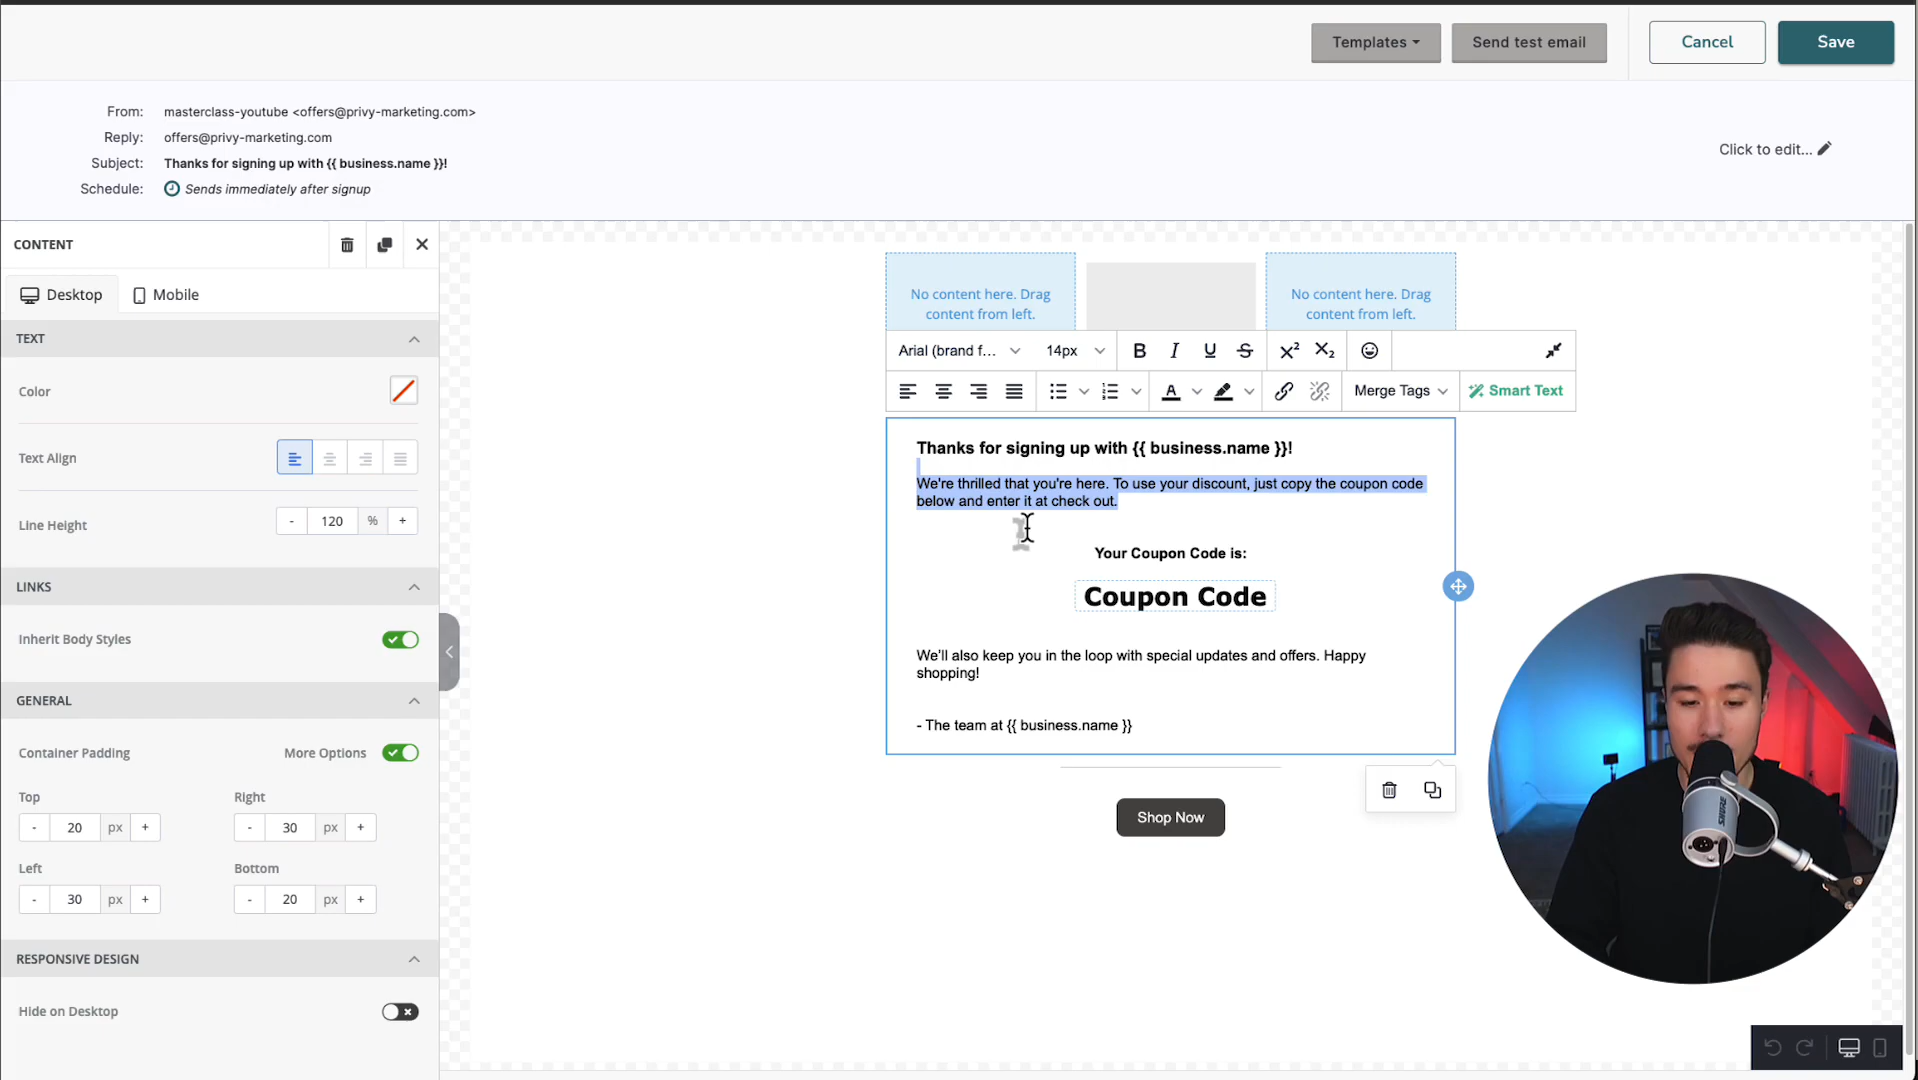 Templates
Send test email
Cancel
Save
From: masterclass-youtube <offers@privy-marketing.com>
Reply: offers@privy-marketing.com
Subject: Thanks for signing up with {{ business.name }}!
Schedule: Sends immediately after signup
Click to edit...
CONTENT
Desktop
Mobile
TEXT
Color
Text Align
Line Height
- 120 % +
LINKS
Inherit Body Styles
GENERAL
Container Padding
More Options
Top
Right
- 20 px +
- 30 px +
Left
Bottom
- 30 px +
- 20 px +
RESPONSIVE DESIGN
Hide on Desktop
No content here. Drag
content from left.
No content here. Drag
content from left.
Arial (brand f...
14px
B I U S X² X₂
A
Merge Tags
Smart Text
Thanks for signing up with {{ business.name }}!
We're thrilled that you're here. To use your discount, just copy the coupon code
below and enter it at check out.
Your Coupon Code is:
Coupon Code
We'll also keep you in the loop with special updates and offers. Happy
shopping!
- The team at {{ business.name }}
Shop Now